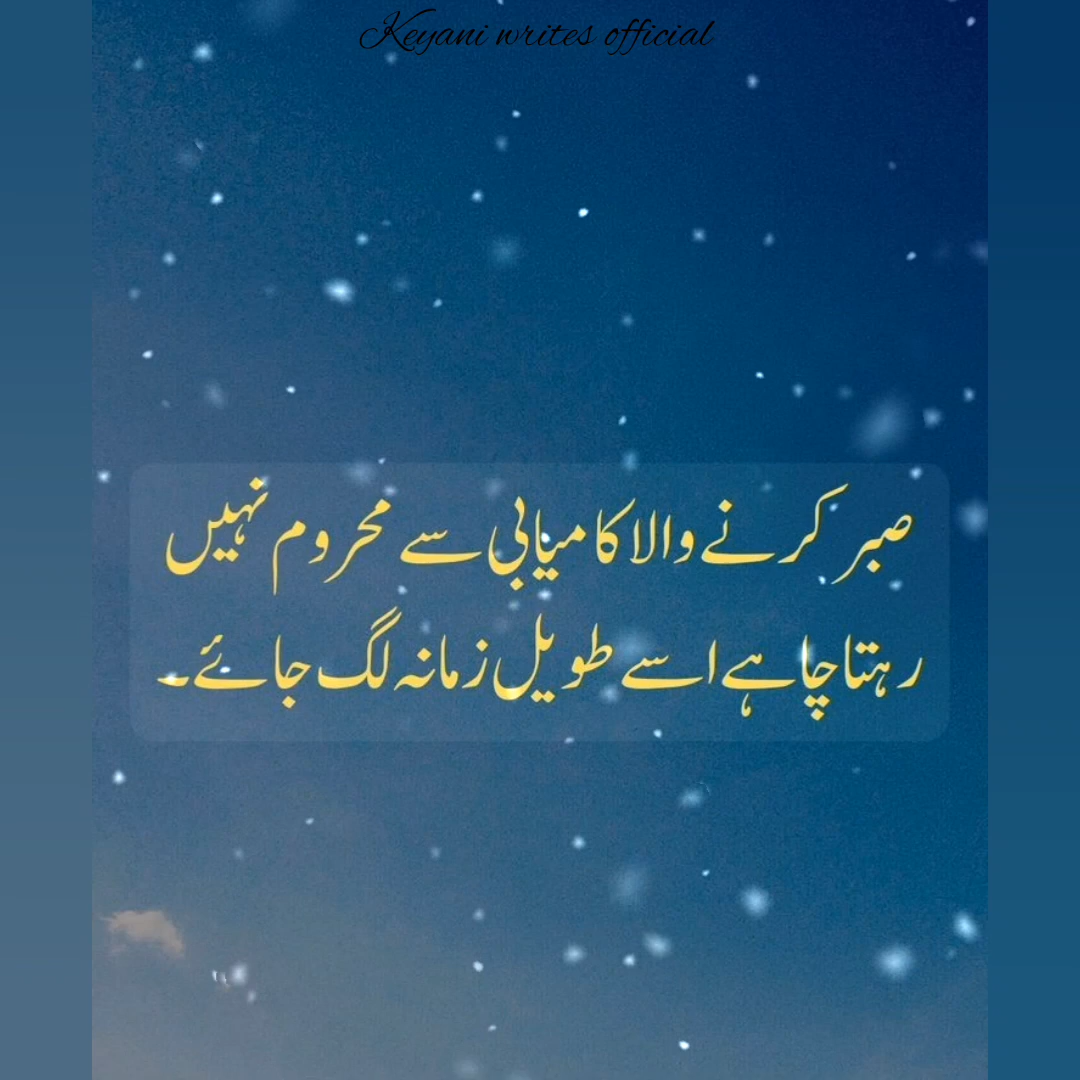 Keyani writes official
صبر کرنے والا کامیابی سے محروم نہیں
رہتا چاہے اسے طویل زمانہ لگ جائے۔